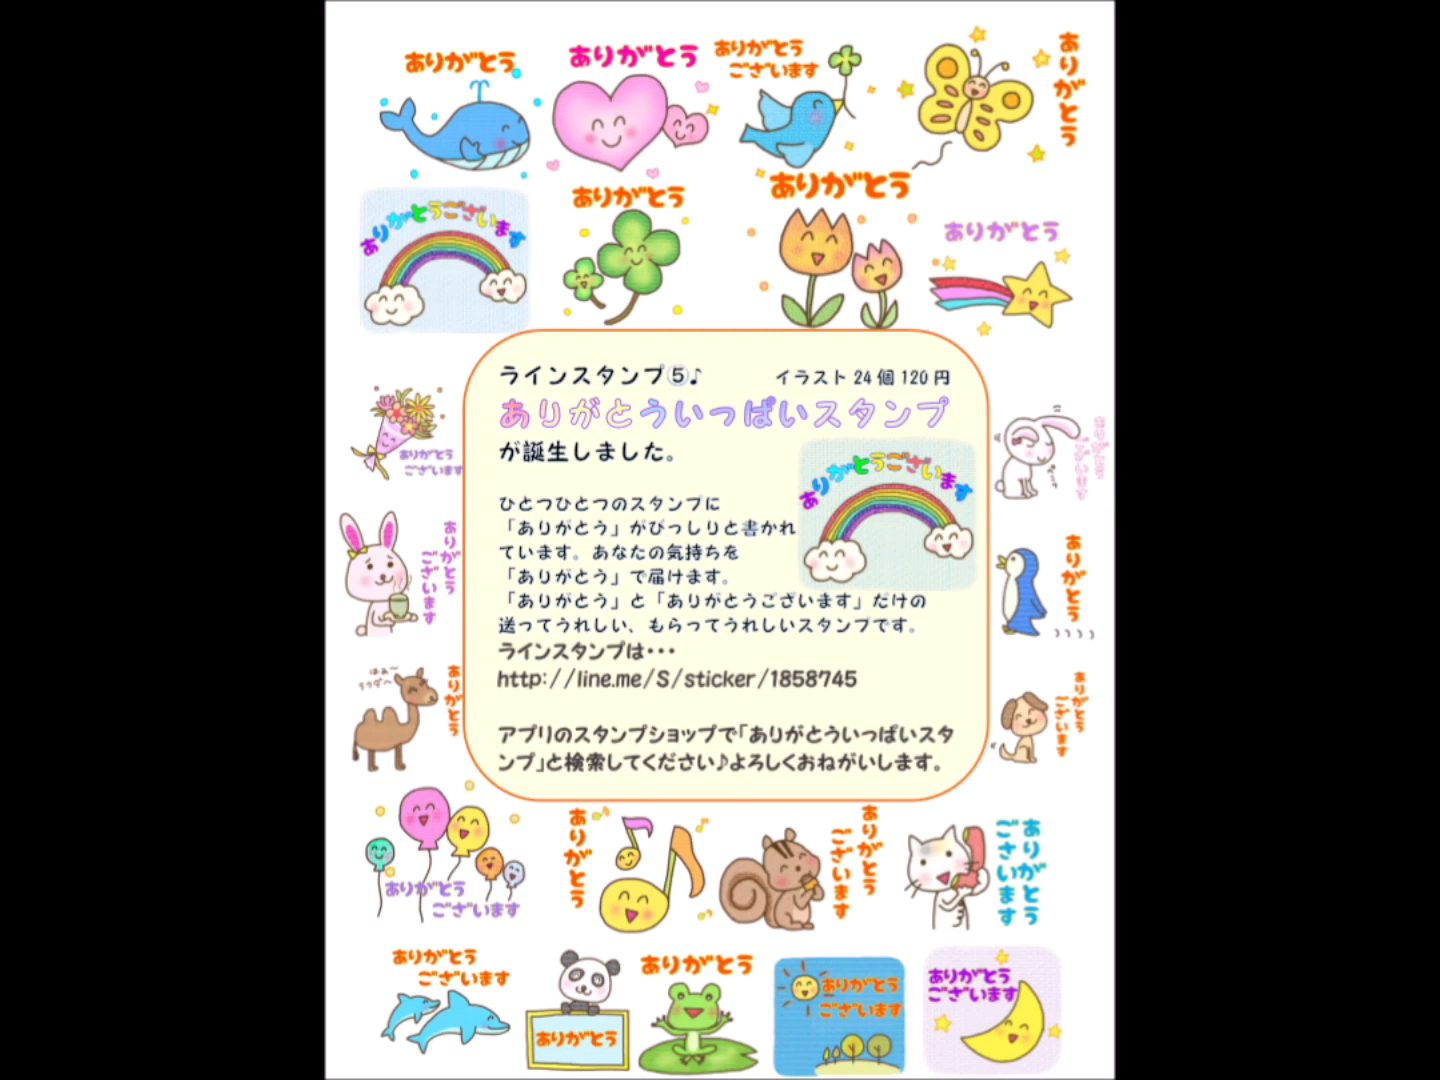 ありがとう
ありがとう
ありがとう
ございます
ありがとう
ありがとうございます
ありがとう
ありがとう
ありがとう
ラインスタンプ⑤♪ イラスト24個120円
ありがとういっぱいスタンプ
が誕生しました。
ありがとうございます
ひとつひとつのスタンプに
「ありがとう」がびっしりと書かれ
ています。あなたの気持ちを
「ありがとう」で届けます。
「ありがとう」と「ありがとうございます」だけの
送ってうれしい、もらってうれしいスタンプです。
ラインスタンプは・・・
http://line.me/S/sticker/1858745
アプリのスタンプショップで「ありがとういっぱいスタ
ンプ」と検索してください♪よろしくおねがいします。
ありがとう
ございます
ありがとう
ございます
ありがとう
ございます
ありがとう
はぁ〜
ラクダ〜
ありがとう
ありがとう
ございます
ありがとう
ございます
ありがとう
ありがとう
ございます
ありがとう
ございます
ありがとう
ございます
ありがとう
ありがとう
ありがとう
ございます
ありがとう
ございます